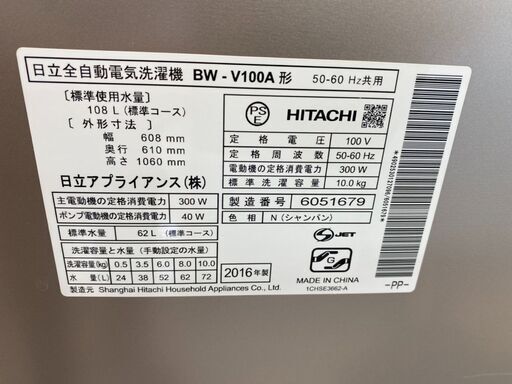 日立全自動電気洗濯機 BW-V100A形 50-60 Hz共用
〔標準使用水量〕
108 L (標準コース)
〔外形寸法〕
幅 608 mm
奥行 610 mm
高さ 1060 mm
日立アプライアンス(株)
主電動機の定格消費電力 300 W
ポンプ電動機の定格消費電力 40 W
標準水量 62 L (標準コース)
洗濯容量と水量 (手動設定の水量)
洗濯容量(kg) 0.5 3.5 6.0 8.0 10.0
水量(L) 24 38 52 62 72
製造元 Shanghai Hitachi Household Appliances Co., Ltd.
PS
E
HITACHI
定格電圧 100 V
定格周波数 50-60 Hz
電動機の定格消費電力 300 W
標準洗濯容量 10.0 kg
製造番号 6051679
色 N (シャンパン)
2016年製
S JET
G
MADE IN CHINA
1CHSE3662-A
-PP-